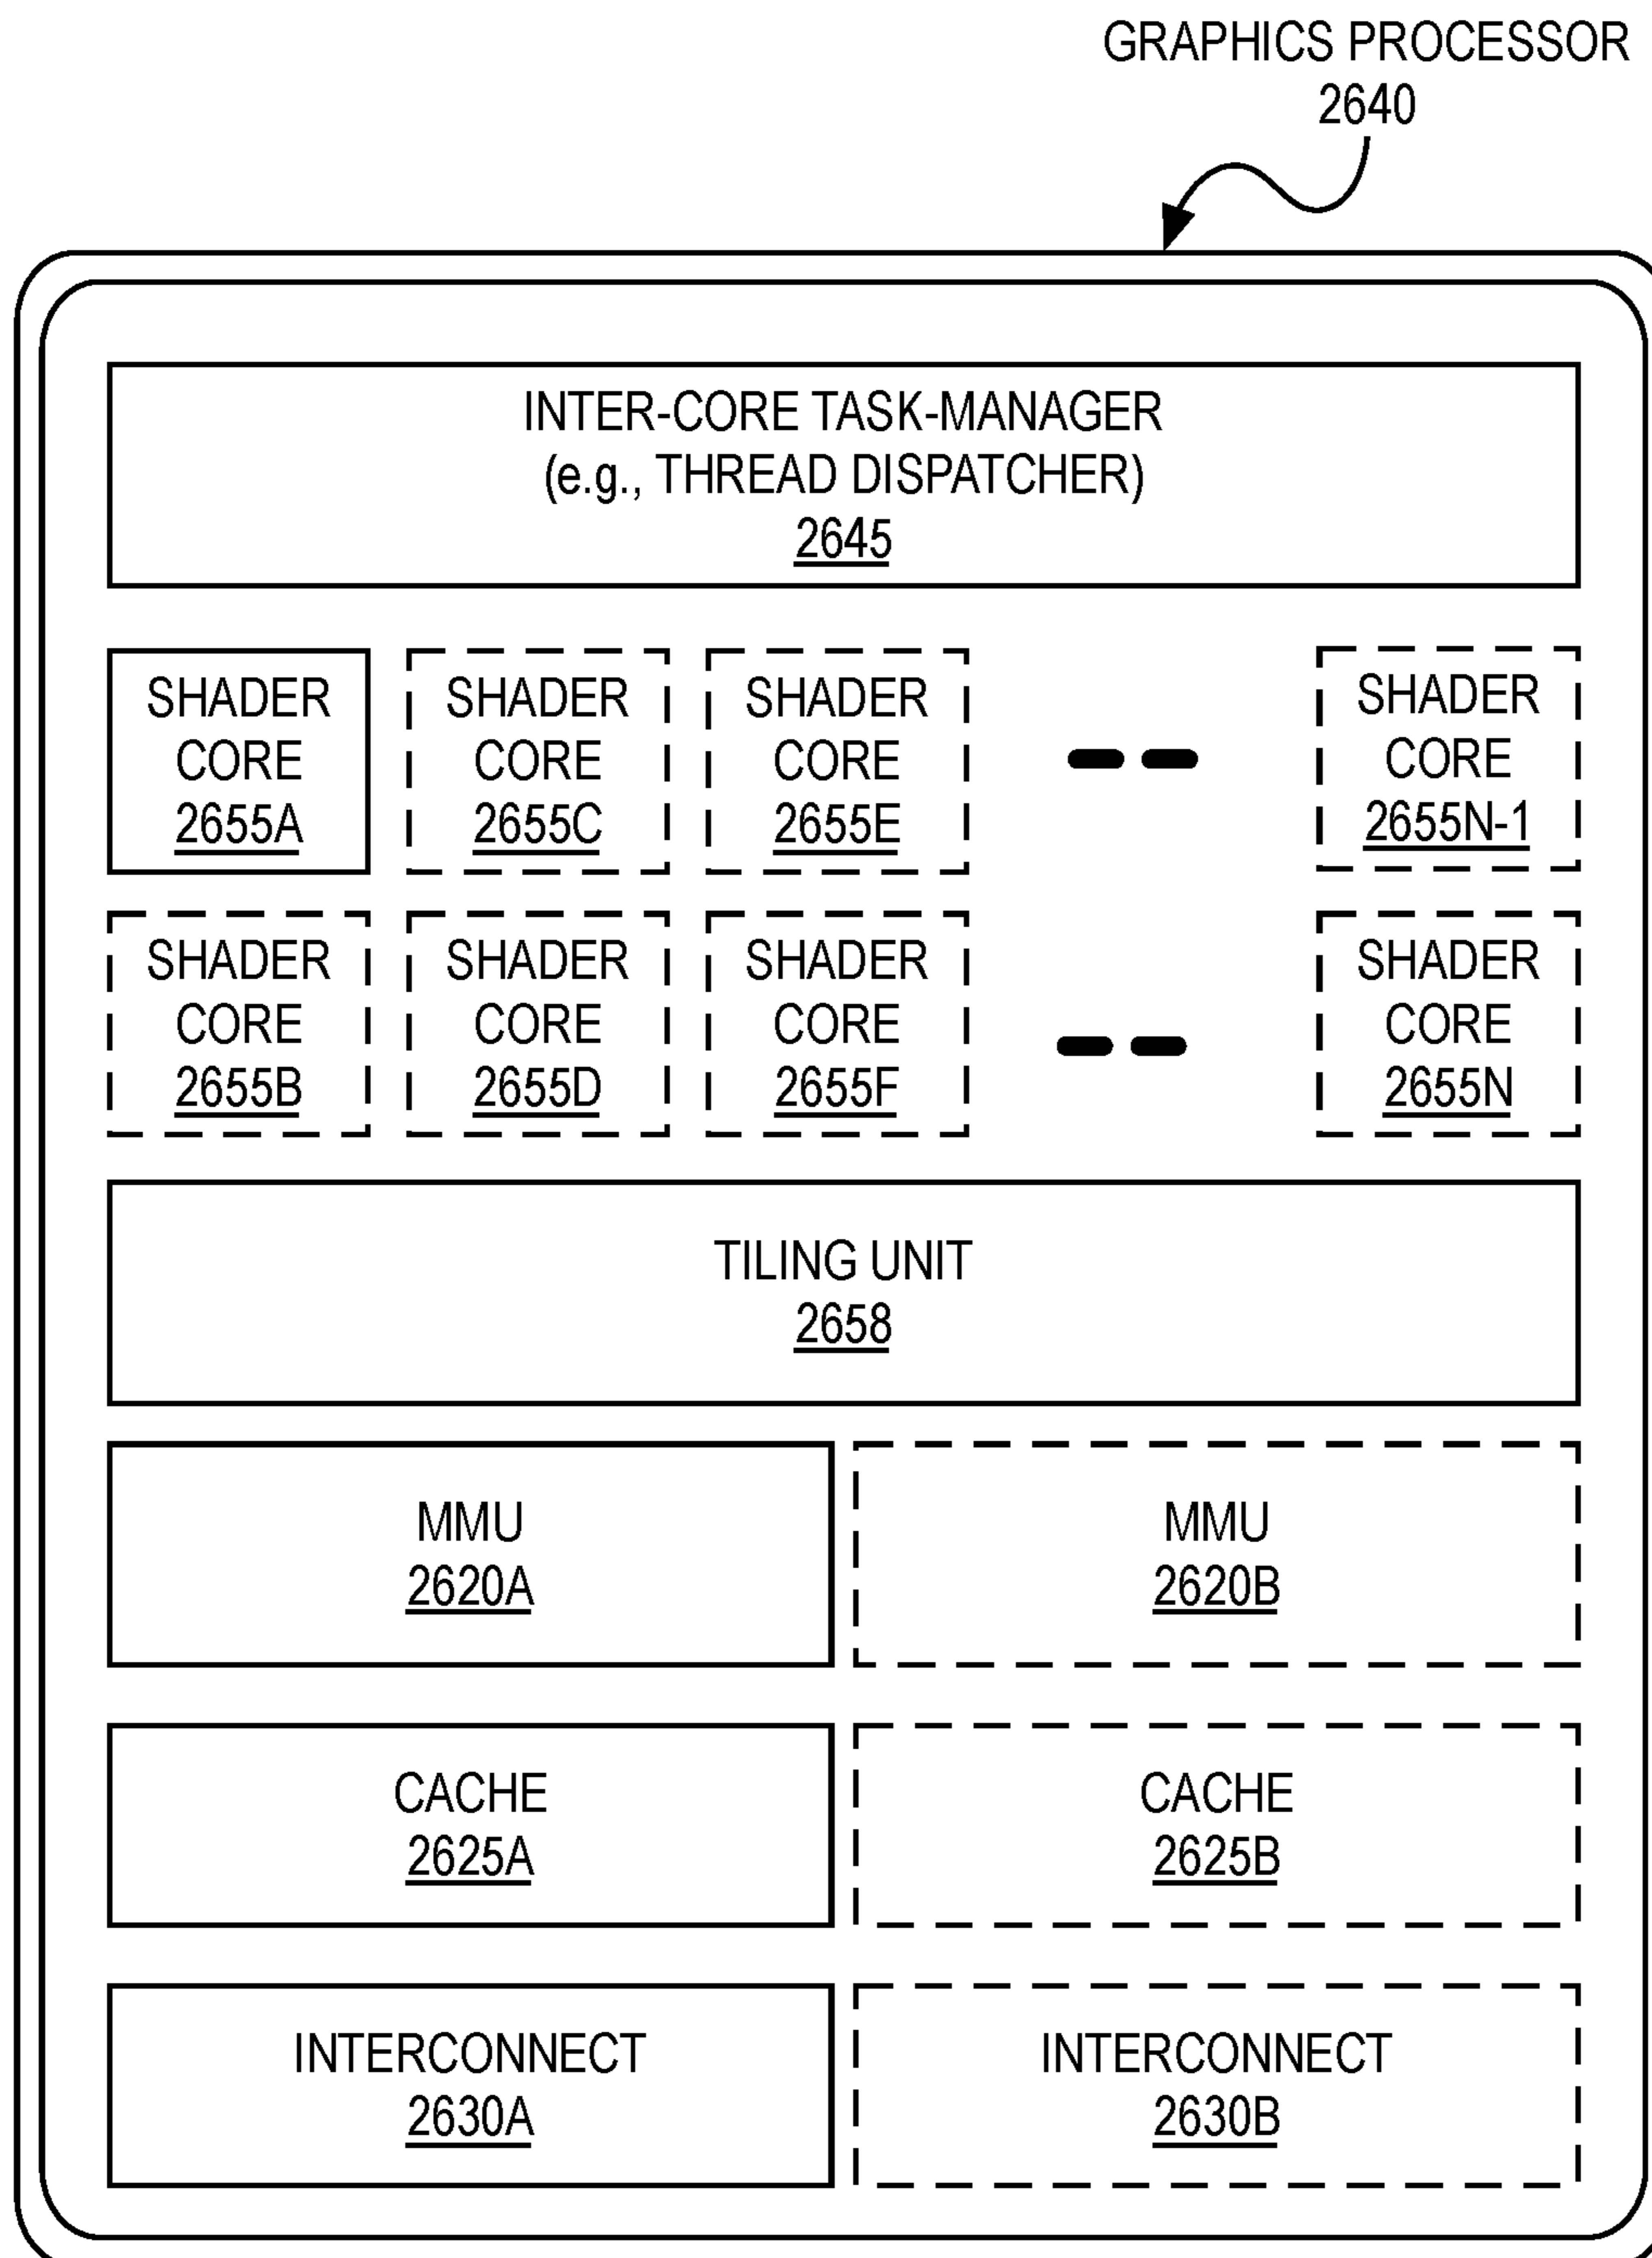 GRAPHICS PROCESSOR
2640
INTER-CORE TASK-MANAGER
(e.g., THREAD DISPATCHER)
2645
SHADER
CORE
2655A
SHADER
CORE
2655C
SHADER
CORE
2655E
SHADER
CORE
2655N-1
SHADER
CORE
2655B
SHADER
CORE
2655D
SHADER
CORE
2655F
SHADER
CORE
2655N
TILING UNIT
2658
MMU
2620A
MMU
2620B
CACHE
2625A
CACHE
2625B
INTERCONNECT
2630A
INTERCONNECT
2630B